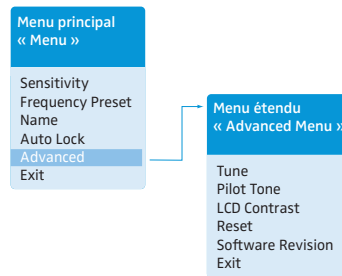 Menu principal
« Menu »
Sensitivity
Frequency Preset
Name
Auto Lock
Advanced
Exit
Menu étendu
« Advanced Menu »
Tune
Pilot Tone
LCD Contrast
Reset
Software Revision
Exit